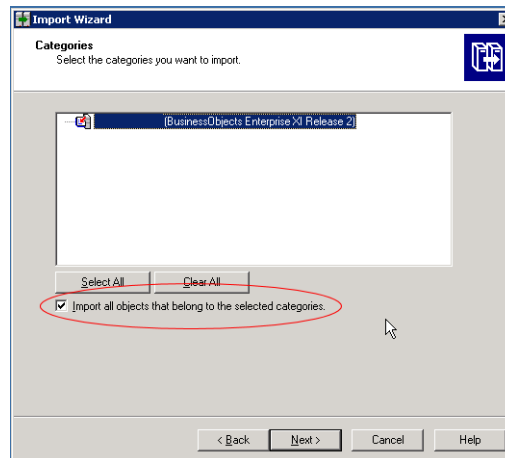 Import Wizard
Categories
Select the categories you want to import.
(BusinessObjects Enterprise XI Release 2)
Select All Clear All
Import all objects that belong to the selected categories.
< Back Next > Cancel Help